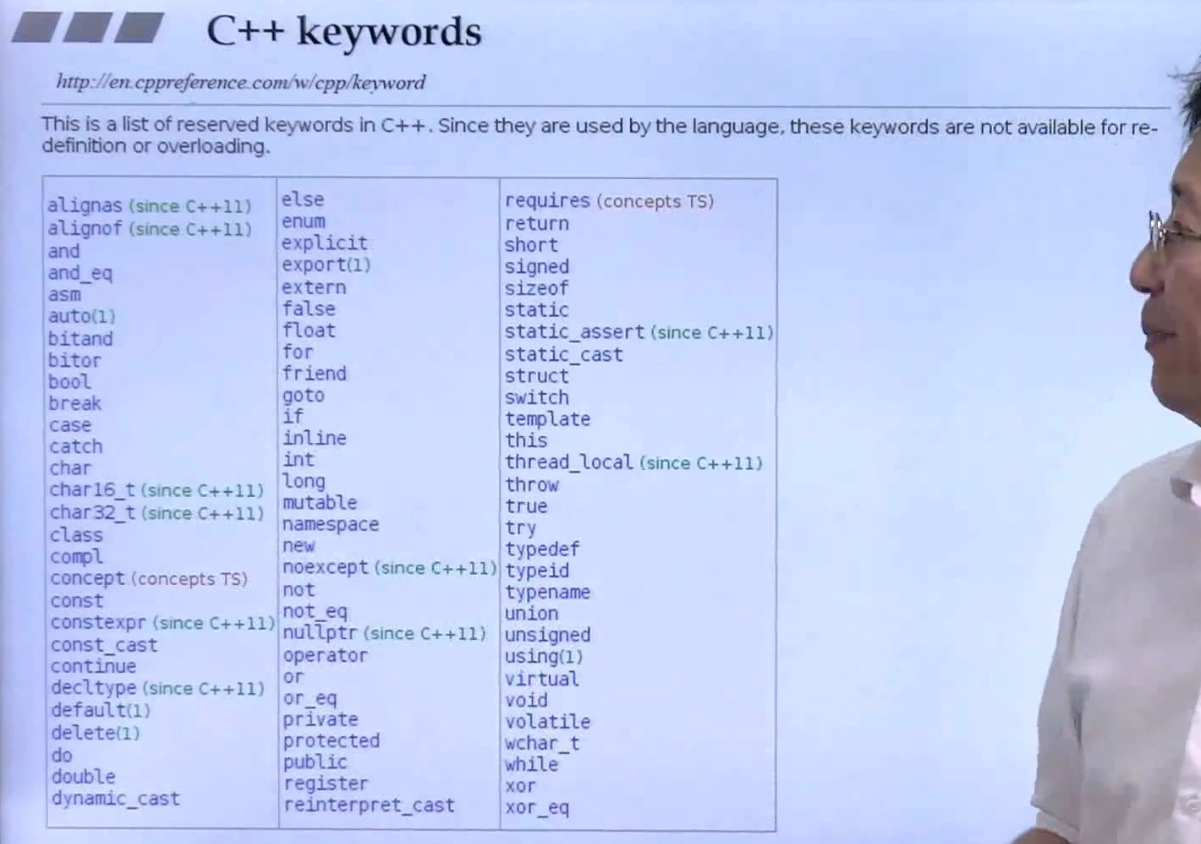 C++ keywords
http://en.cppreference.com/w/cpp/keyword
This is a list of reserved keywords in C++. Since they are used by the language, these keywords are not available for re-
definition or overloading.
alignas (since C++11)
alignof (since C++11)
and
and_eq
asm
auto(1)
bitand
bitor
bool
break
case
catch
char
char16_t (since C++11)
char32_t (since C++11)
class
compl
concept (concepts TS)
const
constexpr (since C++11)
const_cast
continue
decltype (since C++11)
default(1)
delete(1)
do
double
dynamic_cast
else
enum
explicit
export(1)
extern
false
float
for
friend
goto
if
inline
int
long
mutable
namespace
new
noexcept (since C++11)
not
not_eq
nullptr (since C++11)
operator
or
or_eq
private
protected
public
register
reinterpret_cast
requires (concepts TS)
return
short
signed
sizeof
static
static_assert (since C++11)
static_cast
struct
switch
template
this
thread_local (since C++11)
throw
true
try
typedef
typeid
typename
union
unsigned
using(1)
virtual
void
volatile
wchar_t
while
xor
xor_eq